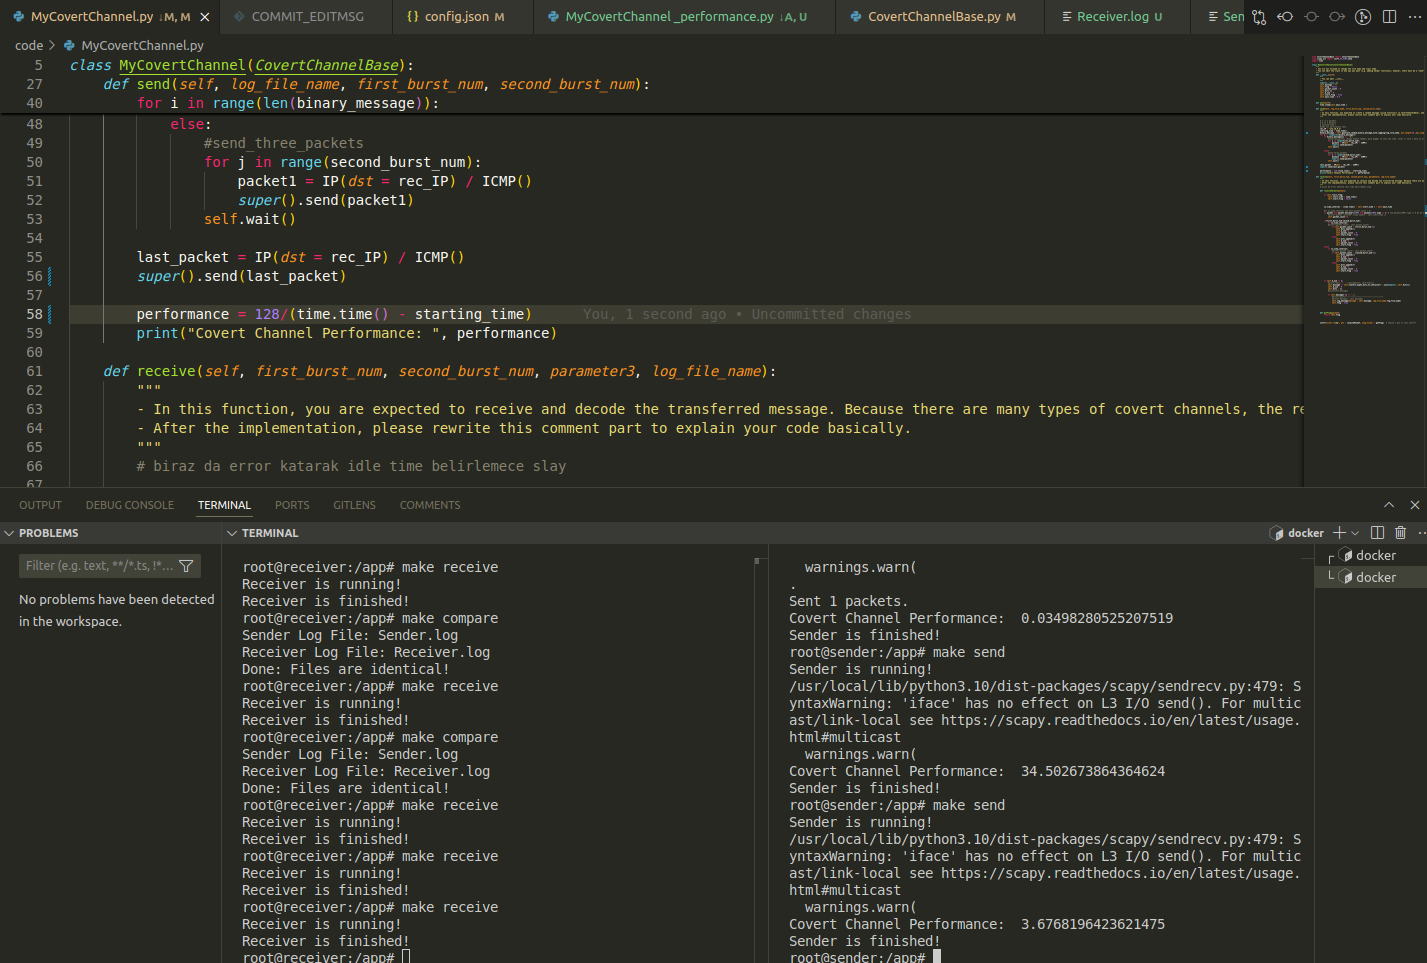 MyCovertChannel.py ↓M, M
COMMIT_EDITMSG
{} config.json M
MyCovertChannel _performance.py ↓A, U
CovertChannelBase.py M
Receiver.log U
Sen
code > MyCovertChannel.py
5 class MyCovertChannel(CovertChannelBase):
27 def send(self, log_file_name, first_burst_num, second_burst_num):
40 for i in range(len(binary_message)):
48 else:
49 #send_three_packets
50 for j in range(second_burst_num):
51 packet1 = IP(dst = rec_IP) / ICMP()
52 super().send(packet1)
53 self.wait()
54
55 last_packet = IP(dst = rec_IP) / ICMP()
56 super().send(last_packet)
57
58 performance = 128/(time.time() - starting_time) You, 1 second ago • Uncommitted changes
59 print("Covert Channel Performance: ", performance)
60
61 def receive(self, first_burst_num, second_burst_num, parameter3, log_file_name):
62 """
63 - In this function, you are expected to receive and decode the transferred message. Because there are many types of covert channels, the re
64 - After the implementation, please rewrite this comment part to explain your code basically.
65 """
66 # biraz da error katarak idle time belirlemece slay
67
OUTPUT DEBUG CONSOLE TERMINAL PORTS GITLENS COMMENTS
PROBLEMS
Filter (e.g. text, **/*.ts, !*...
No problems have been detected
in the workspace.
TERMINAL
docker
docker
docker
root@receiver:/app# make receive
Receiver is running!
Receiver is finished!
root@receiver:/app# make compare
Sender Log File: Sender.log
Receiver Log File: Receiver.log
Done: Files are identical!
root@receiver:/app# make receive
Receiver is running!
Receiver is finished!
root@receiver:/app# make compare
Sender Log File: Sender.log
Receiver Log File: Receiver.log
Done: Files are identical!
root@receiver:/app# make receive
Receiver is running!
Receiver is finished!
root@receiver:/app# make receive
Receiver is running!
Receiver is finished!
root@receiver:/app# make receive
Receiver is running!
Receiver is finished!
root@receiver:/app#
warnings.warn(
.
Sent 1 packets.
Covert Channel Performance: 0.03498280525207519
Sender is finished!
root@sender:/app# make send
Sender is running!
/usr/local/lib/python3.10/dist-packages/scapy/sendrecv.py:479: S
yntaxWarning: 'iface' has no effect on L3 I/O send(). For multic
ast/link-local see https://scapy.readthedocs.io/en/latest/usage.
html#multicast
warnings.warn(
Covert Channel Performance: 34.502673864364624
Sender is finished!
root@sender:/app# make send
Sender is running!
/usr/local/lib/python3.10/dist-packages/scapy/sendrecv.py:479: S
yntaxWarning: 'iface' has no effect on L3 I/O send(). For multic
ast/link-local see https://scapy.readthedocs.io/en/latest/usage.
html#multicast
warnings.warn(
Covert Channel Performance: 3.6768196423621475
Sender is finished!
root@sender:/app#